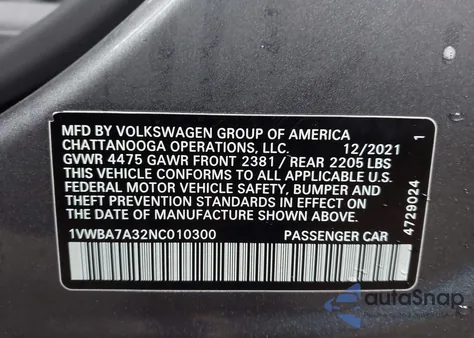 MFD BY VOLKSWAGEN GROUP OF AMERICA
CHATTANOOGA OPERATIONS, LLC. 12/2021
GVWR 4475 GAWR FRONT 2381 / REAR 2205 LBS
THIS VEHICLE CONFORMS TO ALL APPLICABLE U.S.
FEDERAL MOTOR VEHICLE SAFETY, BUMPER AND
THEFT PREVENTION STANDARDS IN EFFECT ON THE
DATE OF MANUFACTURE SHOWN ABOVE.
1VWBA7A32NC010300 PASSENGER CAR
4729024 1
autoSnap